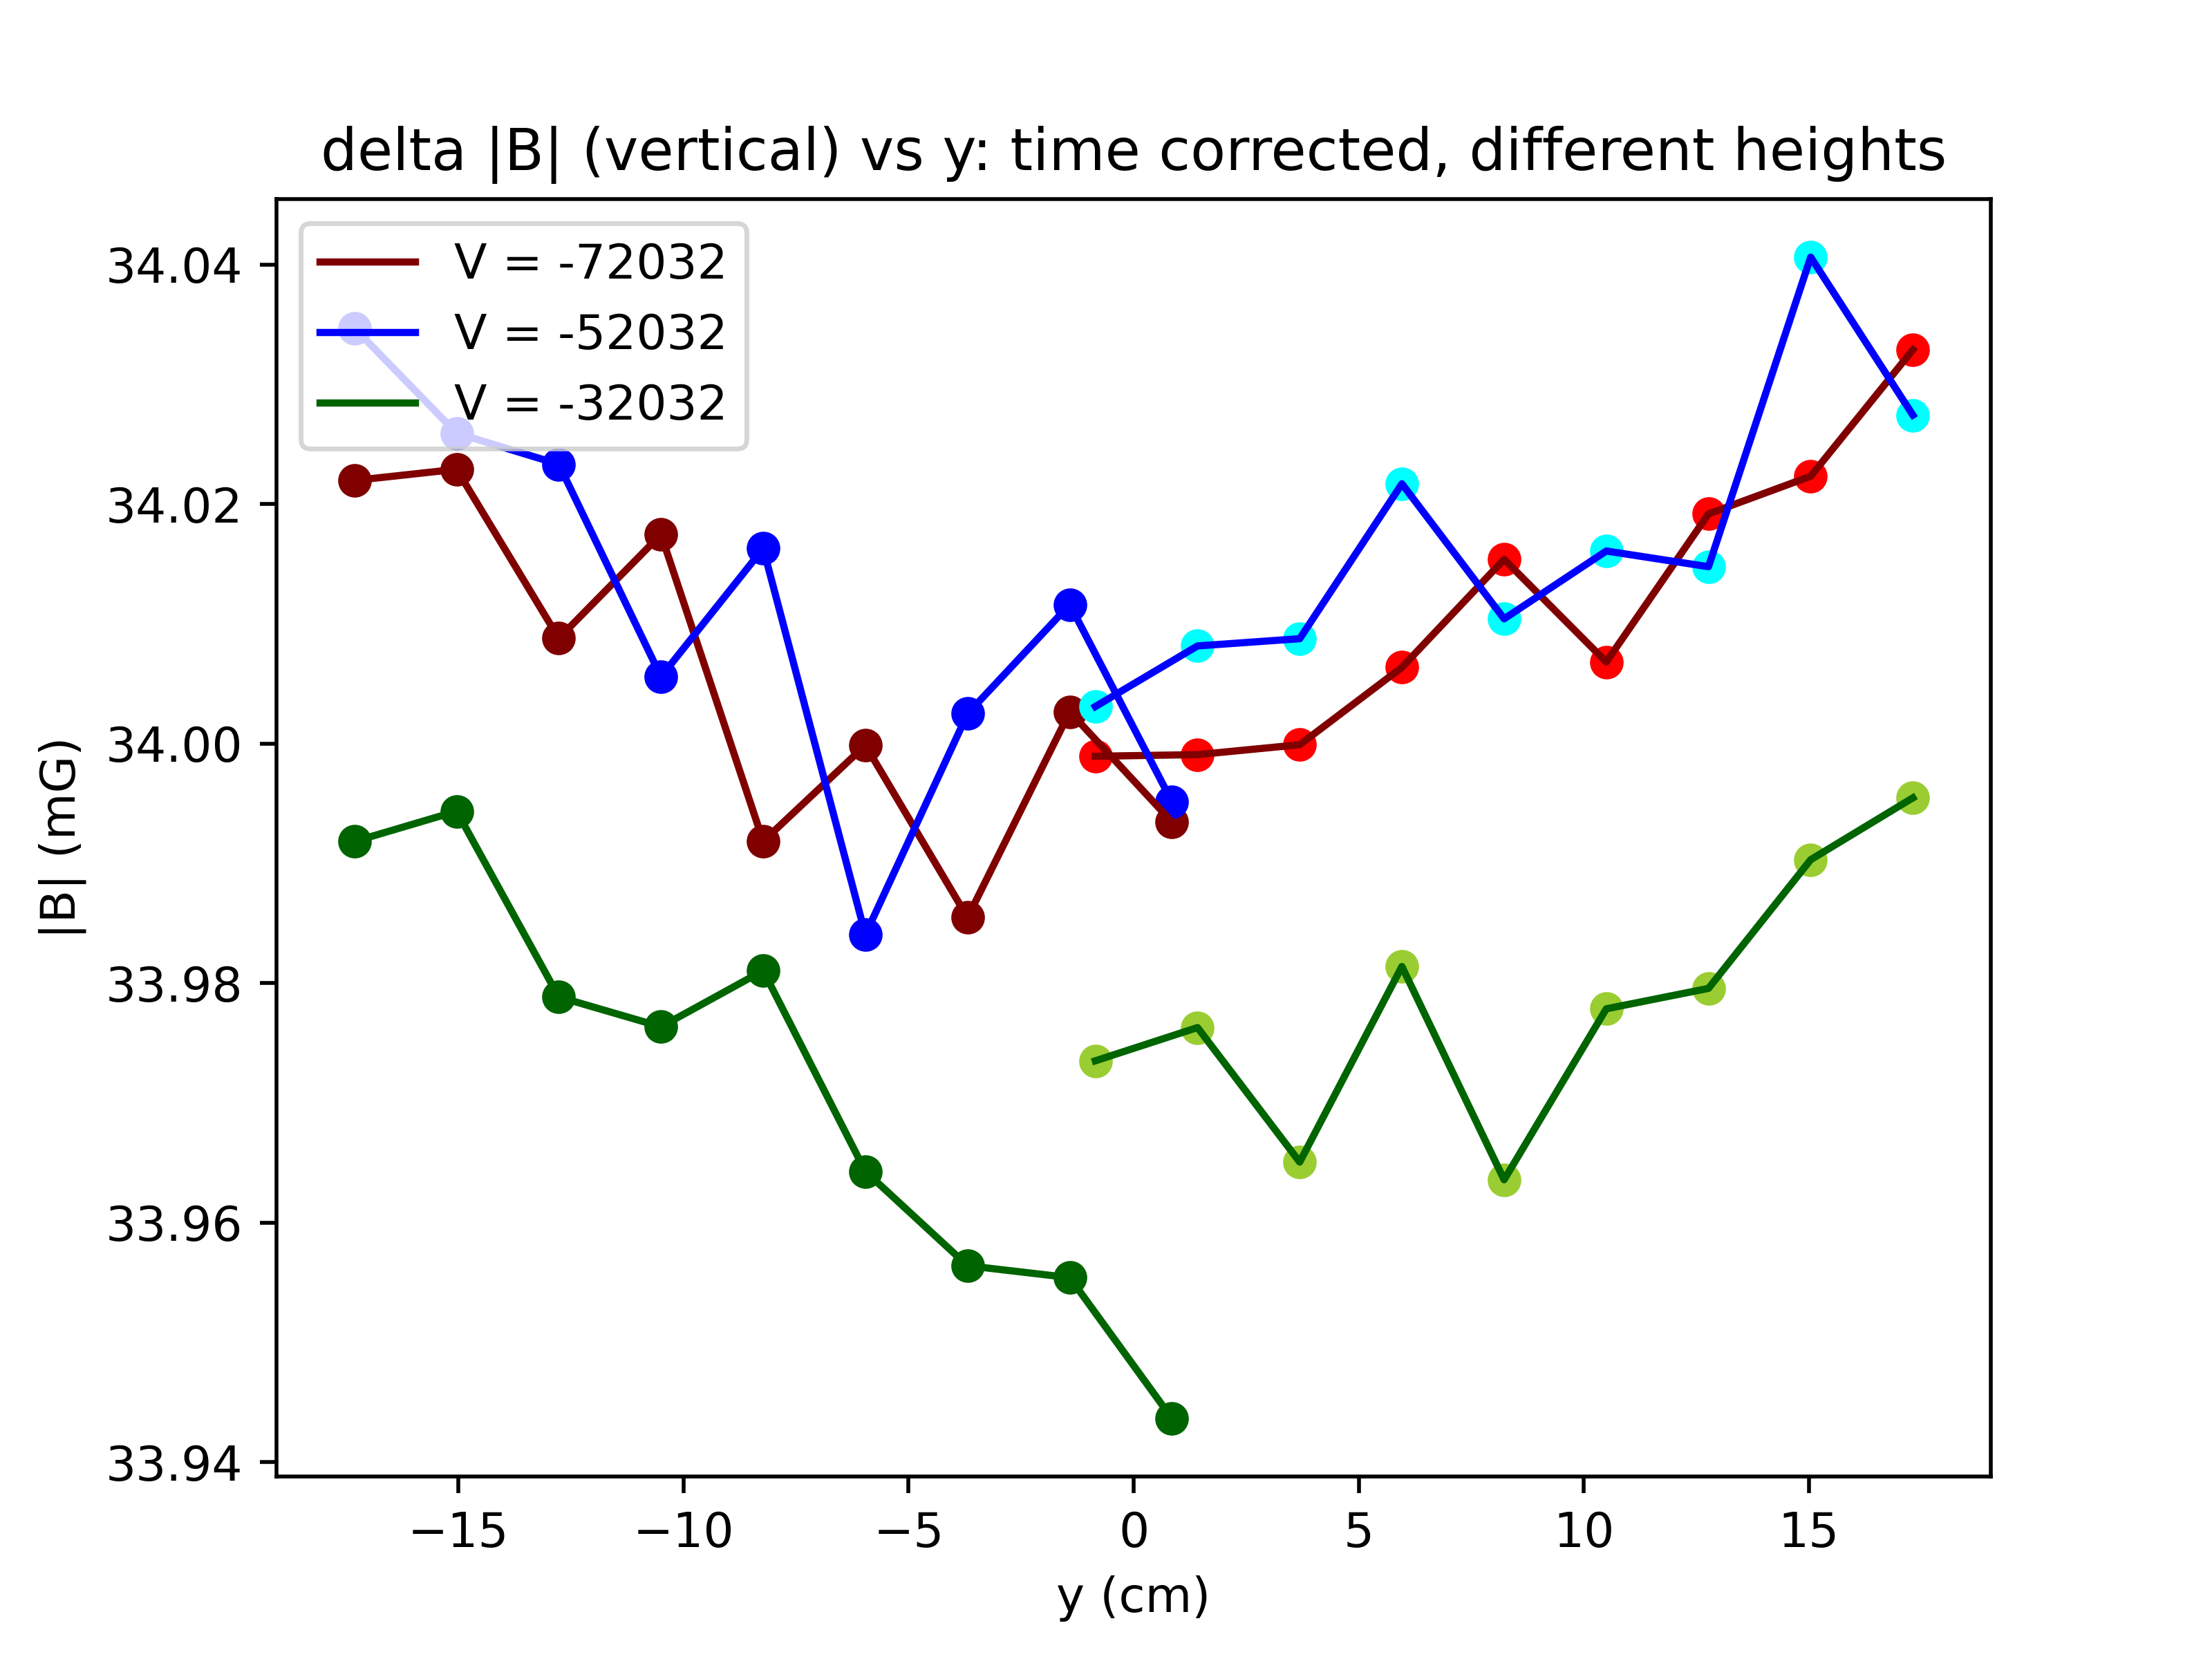 delta |B| (vertical) vs y: time corrected, different heights
V = -72032
V = -52032
V = -32032
34.04
34.02
34.00
33.98
33.96
33.94
|B| (mG)
−15 −10 −5 0 5 10 15
y (cm)